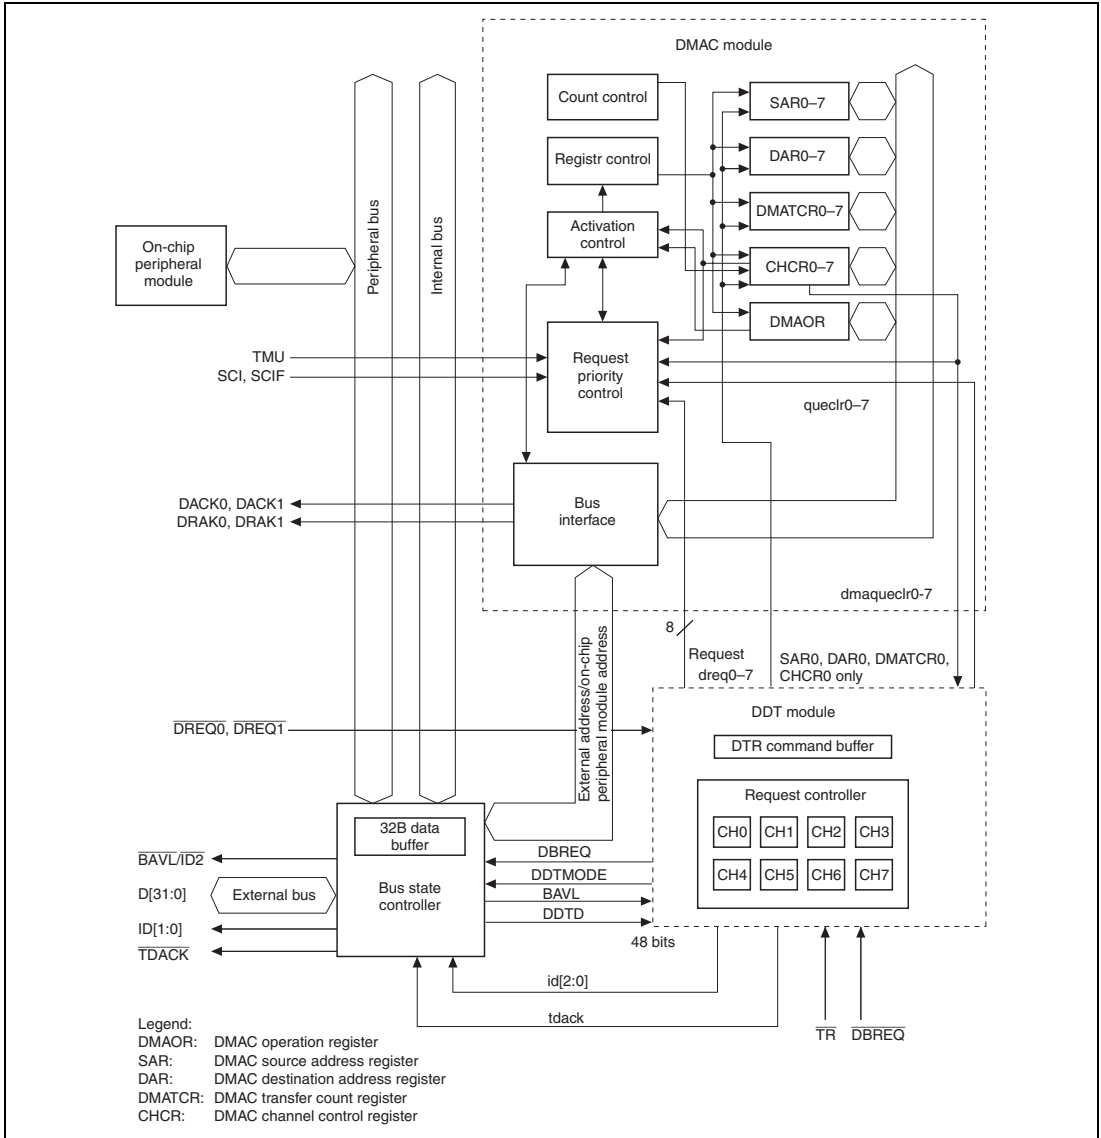 DMAC module
Count control
SAR0–7
Registr control
DAR0–7
DMATCR0–7
Activation
control
CHCR0–7
DMAOR
On-chip
peripheral
module
Peripheral bus
Internal bus
TMU
SCI, SCIF
Request
priority
control
queclr0–7
DACK0, DACK1
DRAK0, DRAK1
Bus
interface
dmaqueclr0-7
External address/on-chip
peripheral module address
8
Request
dreq0–7
SAR0, DAR0, DMATCR0,
CHCR0 only
DDT module
DREQ0, DREQ1
DTR command buffer
Request controller
CH0 CH1 CH2 CH3
CH4 CH5 CH6 CH7
32B data
buffer
Bus state
controller
BAVL/ID2
D[31:0]
External bus
ID[1:0]
TDACK
DBREQ
DDTMODE
BAVL
DDTD
48 bits
id[2:0]
tdack
TR
DBREQ
Legend:
DMAOR: DMAC operation register
SAR: DMAC source address register
DAR: DMAC destination address register
DMATCR: DMAC transfer count register
CHCR: DMAC channel control register